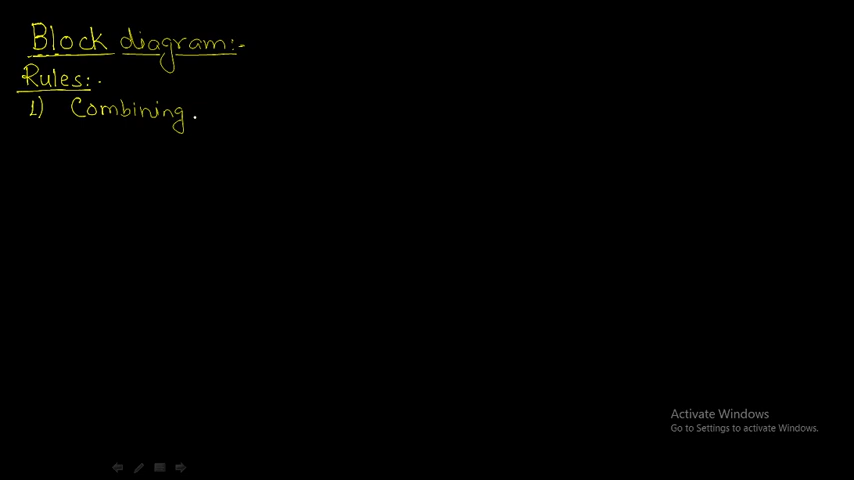 Block diagram:-
Rules:-
1) Combining
Activate Windows
Go to Settings to activate Windows.